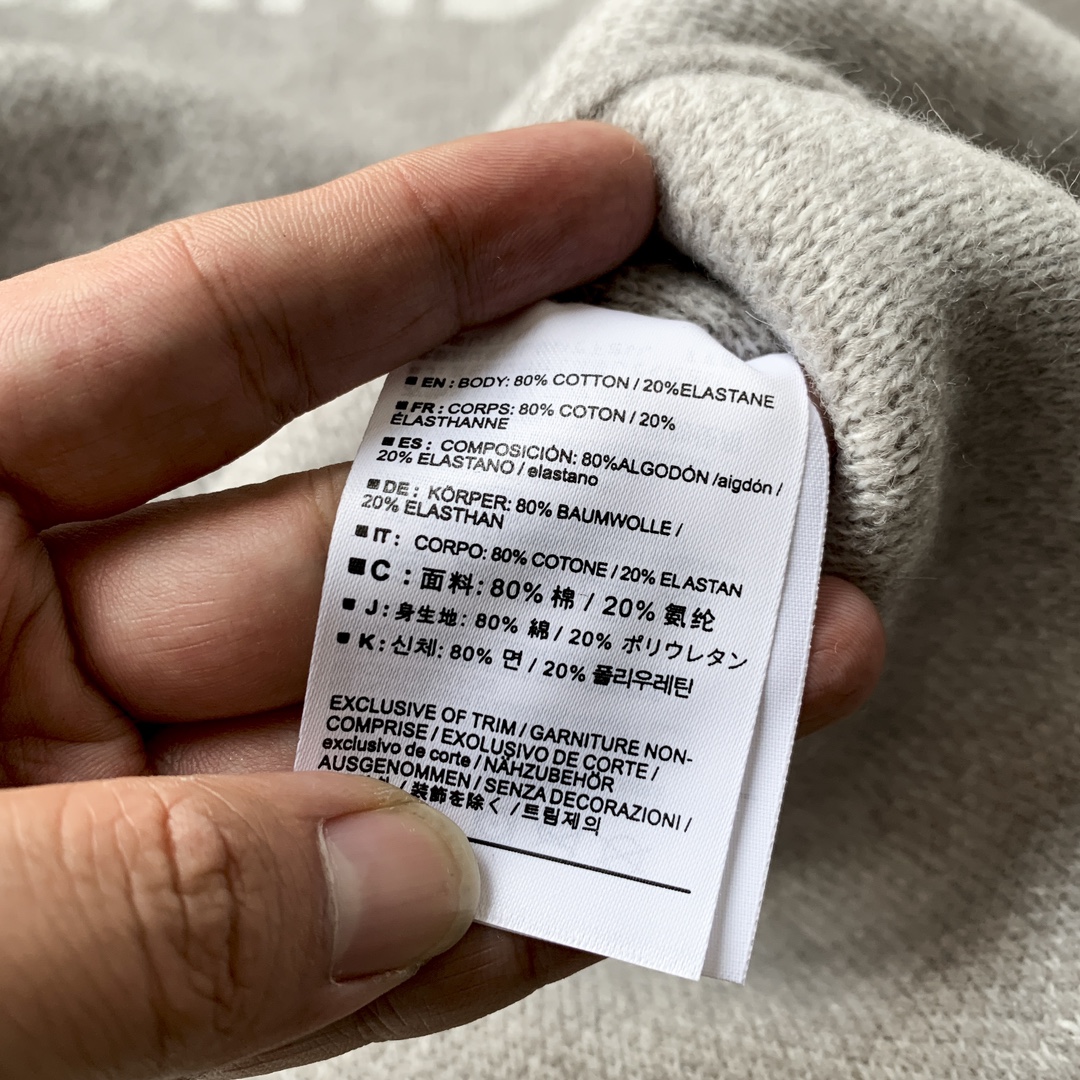 EN : BODY: 80% COTTON / 20%ELASTANE
FR : CORPS: 80% COTON / 20%
ÉLASTHANNE
ES : COMPOSICIÓN: 80%ALGODÓN /aigdón /
20% ELASTANO / elastano
DE : KÖRPER: 80% BAUMWOLLE /
20% ELASTHAN
IT : CORPO: 80% COTONE / 20% ELASTAN
C : 面料: 80% 棉 / 20% 氨纶
J : 身生地: 80% 綿 / 20% ポリウレタン
K : 신체: 80% 면 / 20% 폴리우레틴
EXCLUSIVE OF TRIM / GARNITURE NON-
COMPRISE / EXOLUSIVO DE CORTE /
exclusivo de corte / NÄHZUBEHÖR
AUSGENOMMEN / SENZA DECORAZIONI /
/ 装飾を除く / 트림제의